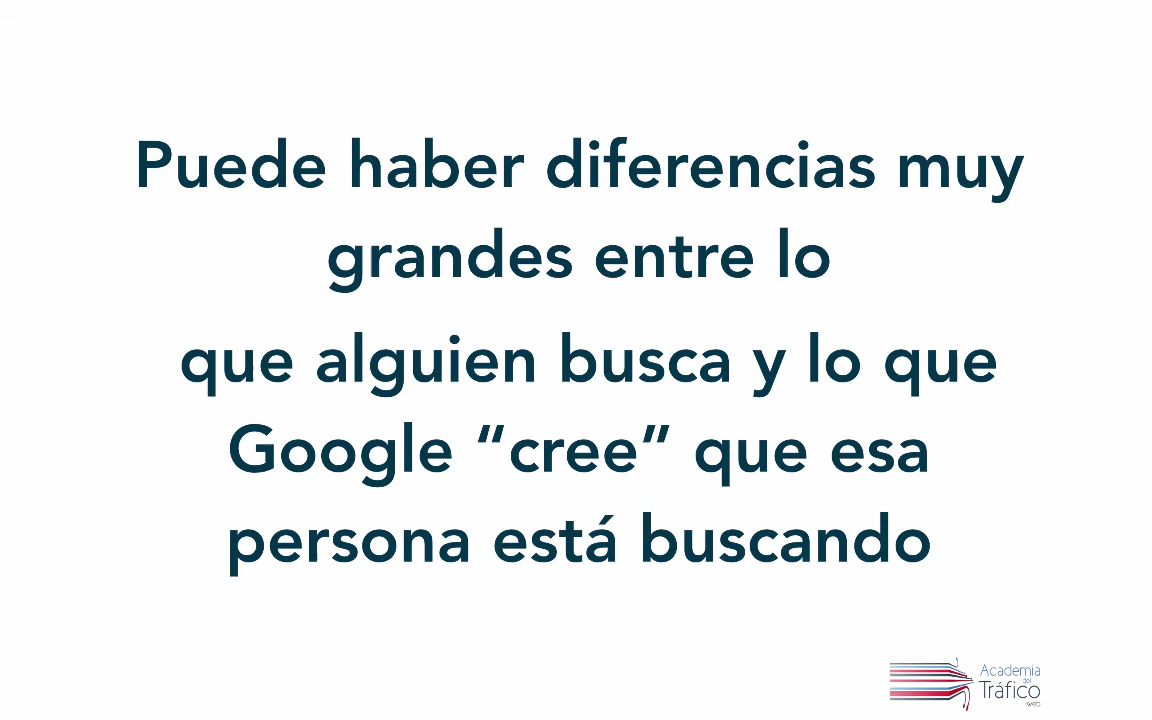 Puede haber diferencias muy
grandes entre lo
que alguien busca y lo que
Google “cree” que esa
persona está buscando
Academia
del
Tráfico
web